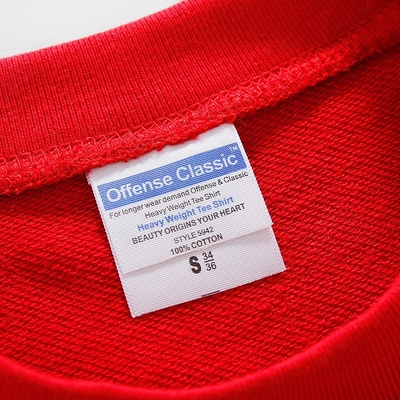 Offense Classic™
For longer wear demand Offense & Classic
Heavy Weight Tee Shirt
Heavy Weight Tee Shirt
BEAUTY ORIGINS YOUR HEART
STYLE 5942
100% COTTON
S 34/36